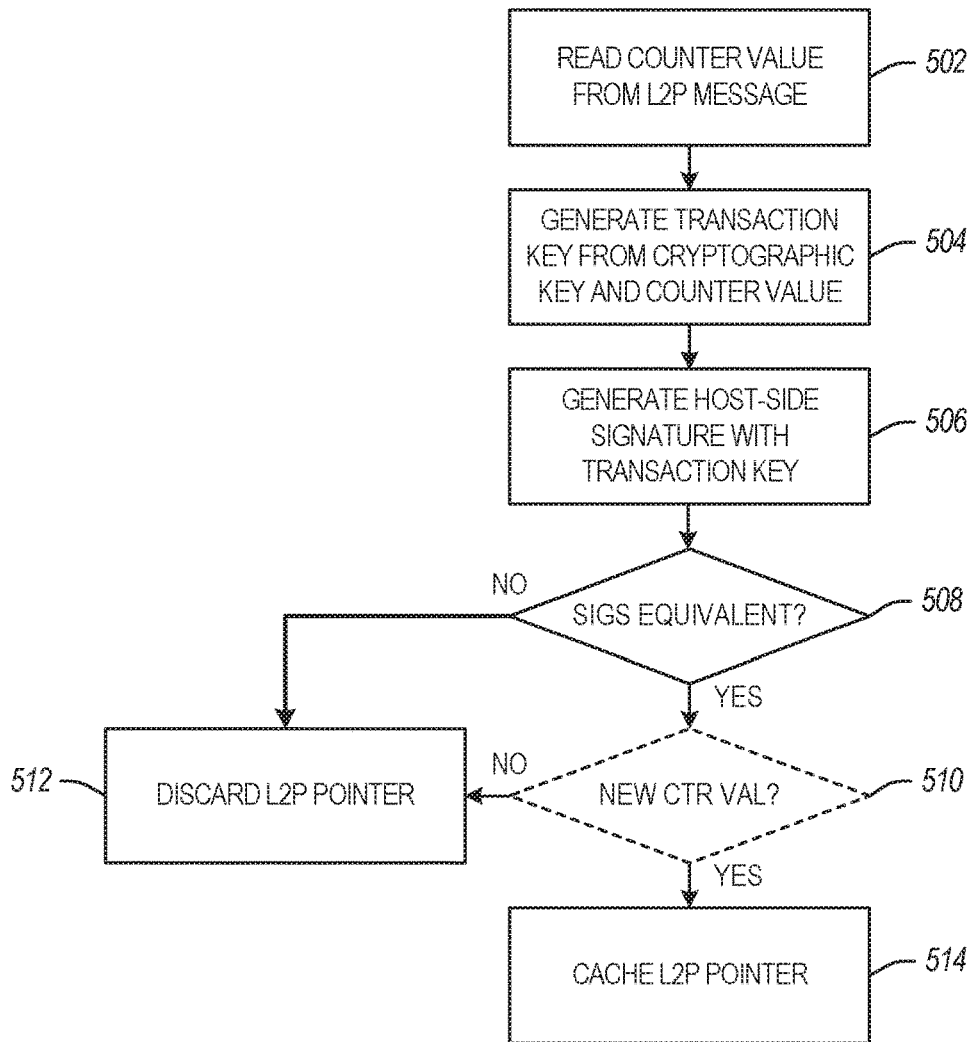 READ COUNTER VALUE
FROM L2P MESSAGE
502
GENERATE TRANSACTION
KEY FROM CRYPTOGRAPHIC
KEY AND COUNTER VALUE
504
GENERATE HOST-SIDE
SIGNATURE WITH
TRANSACTION KEY
506
NO
SIGS EQUIVALENT?
508
YES
512
DISCARD L2P POINTER
NO
NEW CTR VAL?
510
YES
CACHE L2P POINTER
514